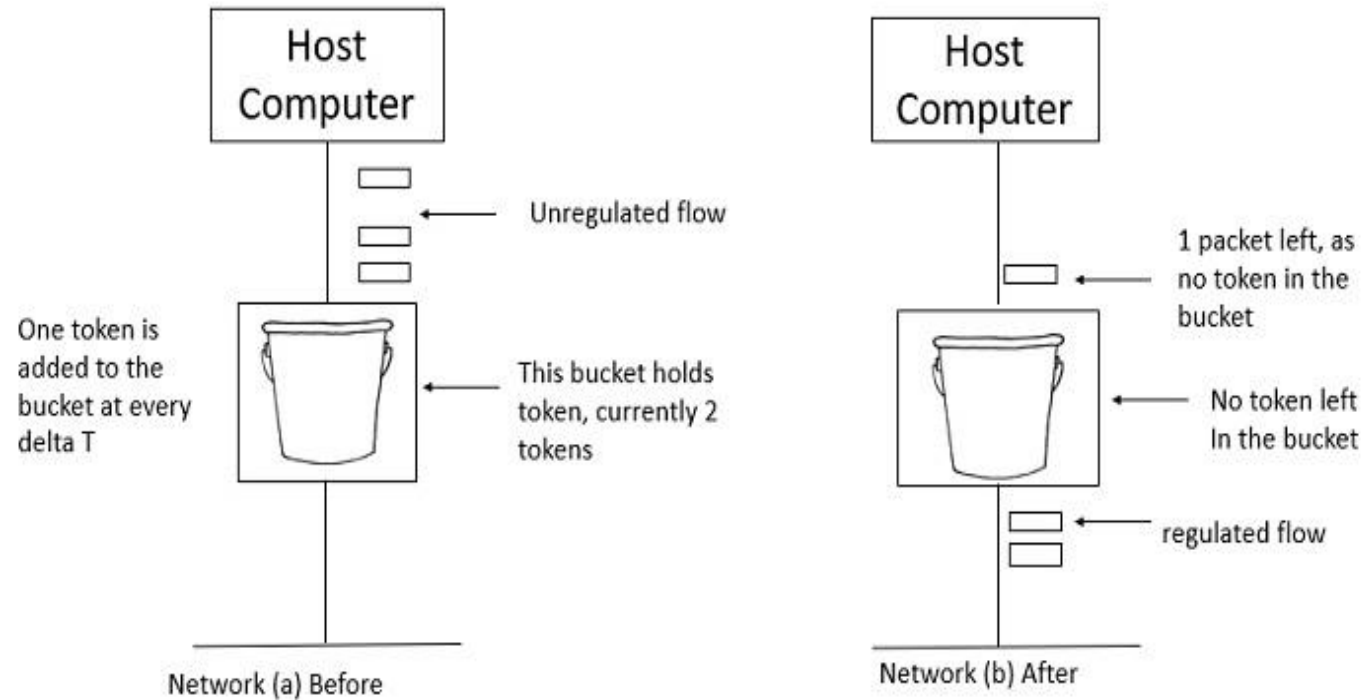 Host
Computer
Unregulated flow
One token is
added to the
bucket at every
delta T
This bucket holds
token, currently 2
tokens
Network (a) Before
Host
Computer
1 packet left, as
no token in the
bucket
No token left
In the bucket
regulated flow
Network (b) After